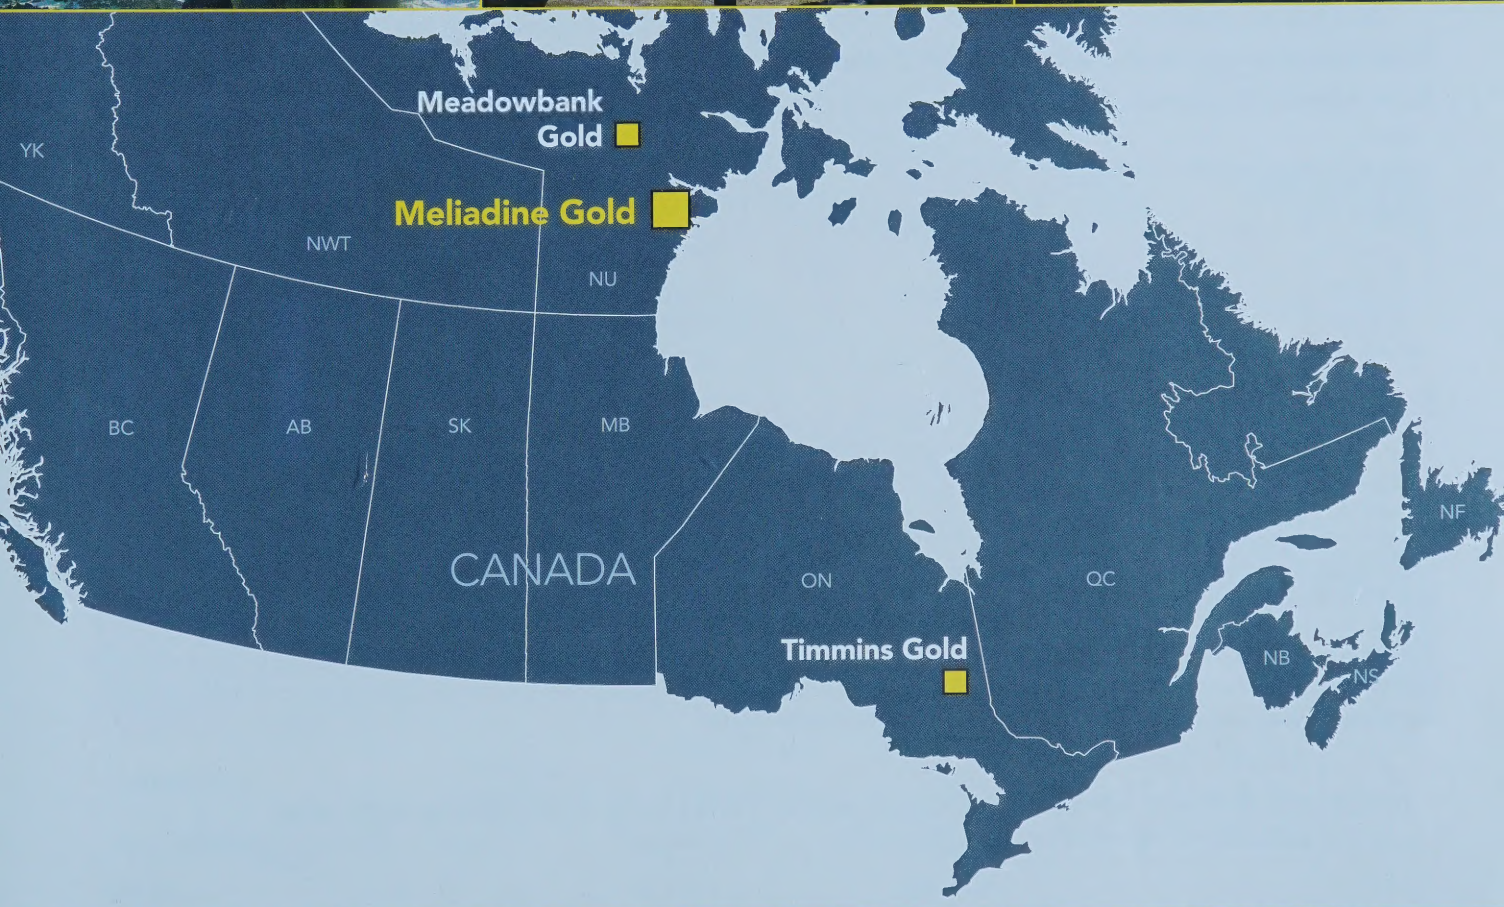 Meadowbank
Gold
YK
Meliadine Gold
NWT
NU
BC
AB
SK
MB
NF
CANADA
ON
QC
Timmins Gold
NB
NS